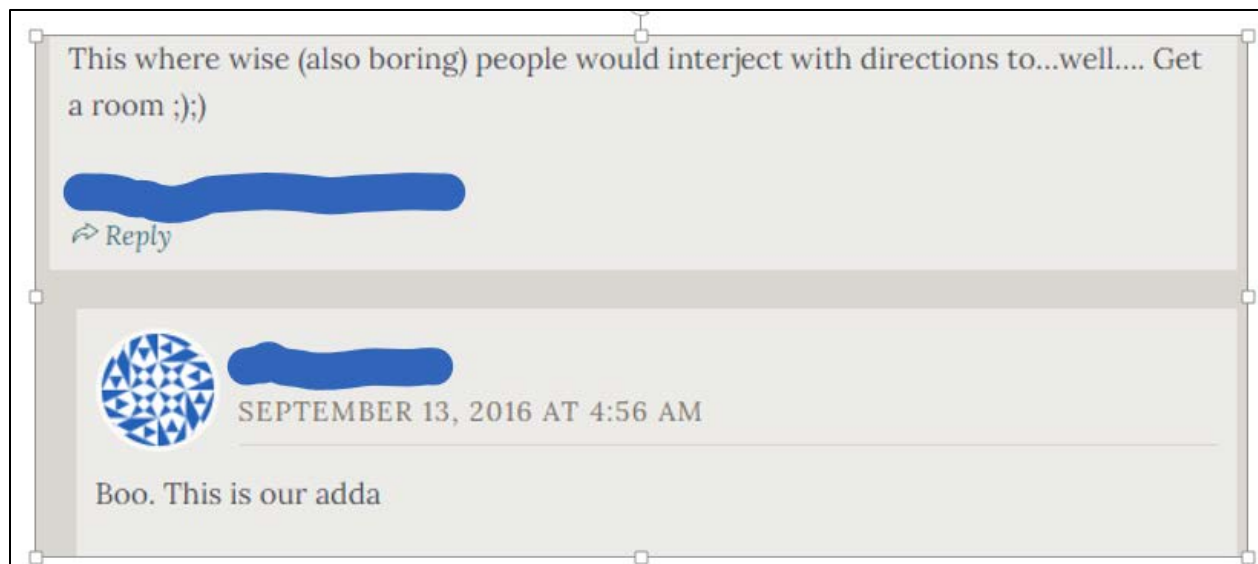 This where wise (also boring) people would interject with directions to...well.... Get
a room ;);)
Reply
SEPTEMBER 13, 2016 AT 4:56 AM
Boo. This is our adda